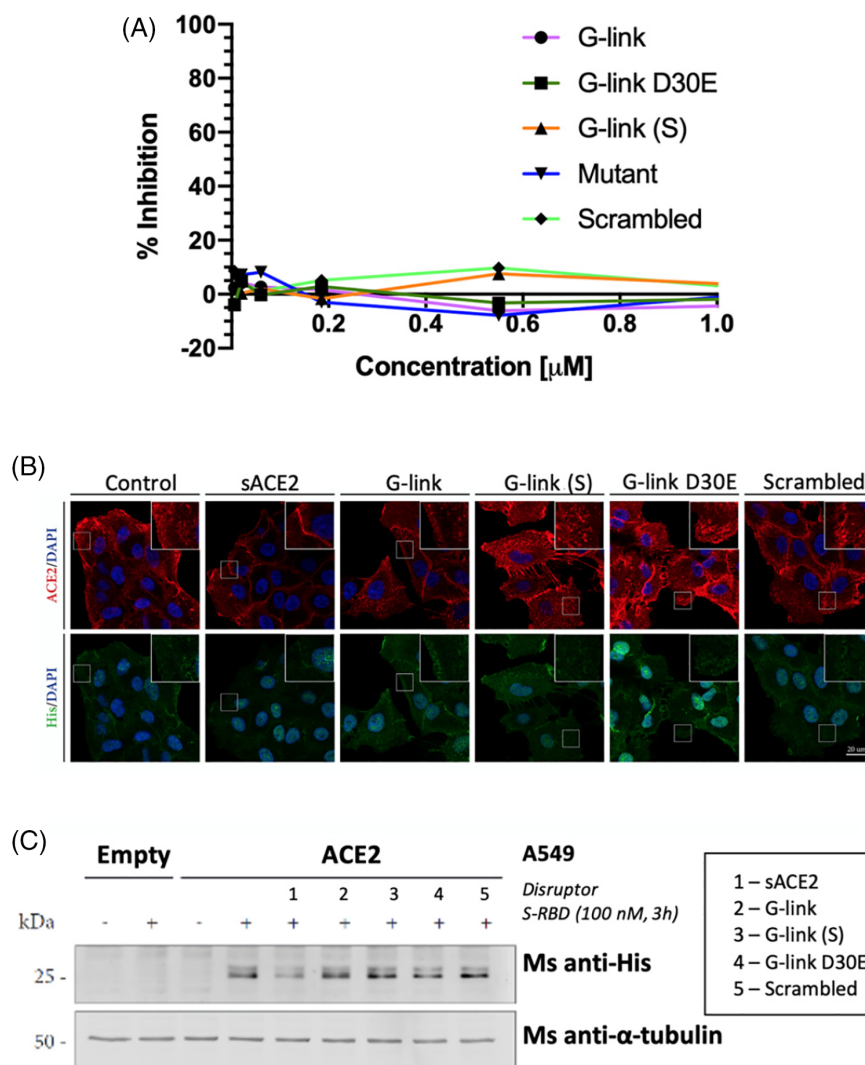 (A)
100
80
60
40
20
0
-20
% Inhibition
0.2 0.4 0.6 0.8 1.0
Concentration [μM]
G-link
G-link D30E
G-link (S)
Mutant
Scrambled
(B)
Control sACE2 G-link G-link (S) G-link D30E Scrambled
ACE2/DAPI
His/DAPI
20 um
(C)
Empty ACE2 A549
1 2 3 4 5 Disruptor
kDa - + - + + + + + + S-RBD (100 nM, 3h)
25 - Ms anti-His
50 - Ms anti-α-tubulin
1 – sACE2
2 – G-link
3 – G-link (S)
4 – G-link D30E
5 – Scrambled